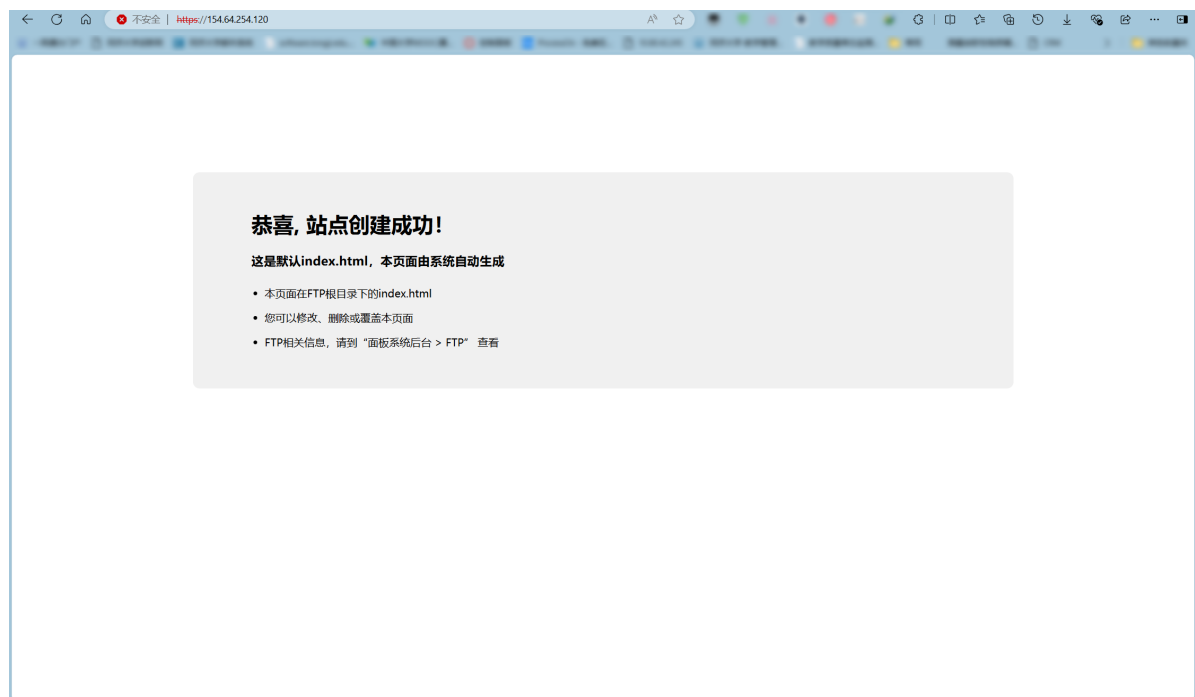 不安全 https://154.64.254.120
恭喜, 站点创建成功！
这是默认index.html，本页面由系统自动生成
本页面在FTP根目录下的index.html
您可以修改、删除或覆盖本页面
FTP相关信息，请到“面板系统后台 > FTP” 查看